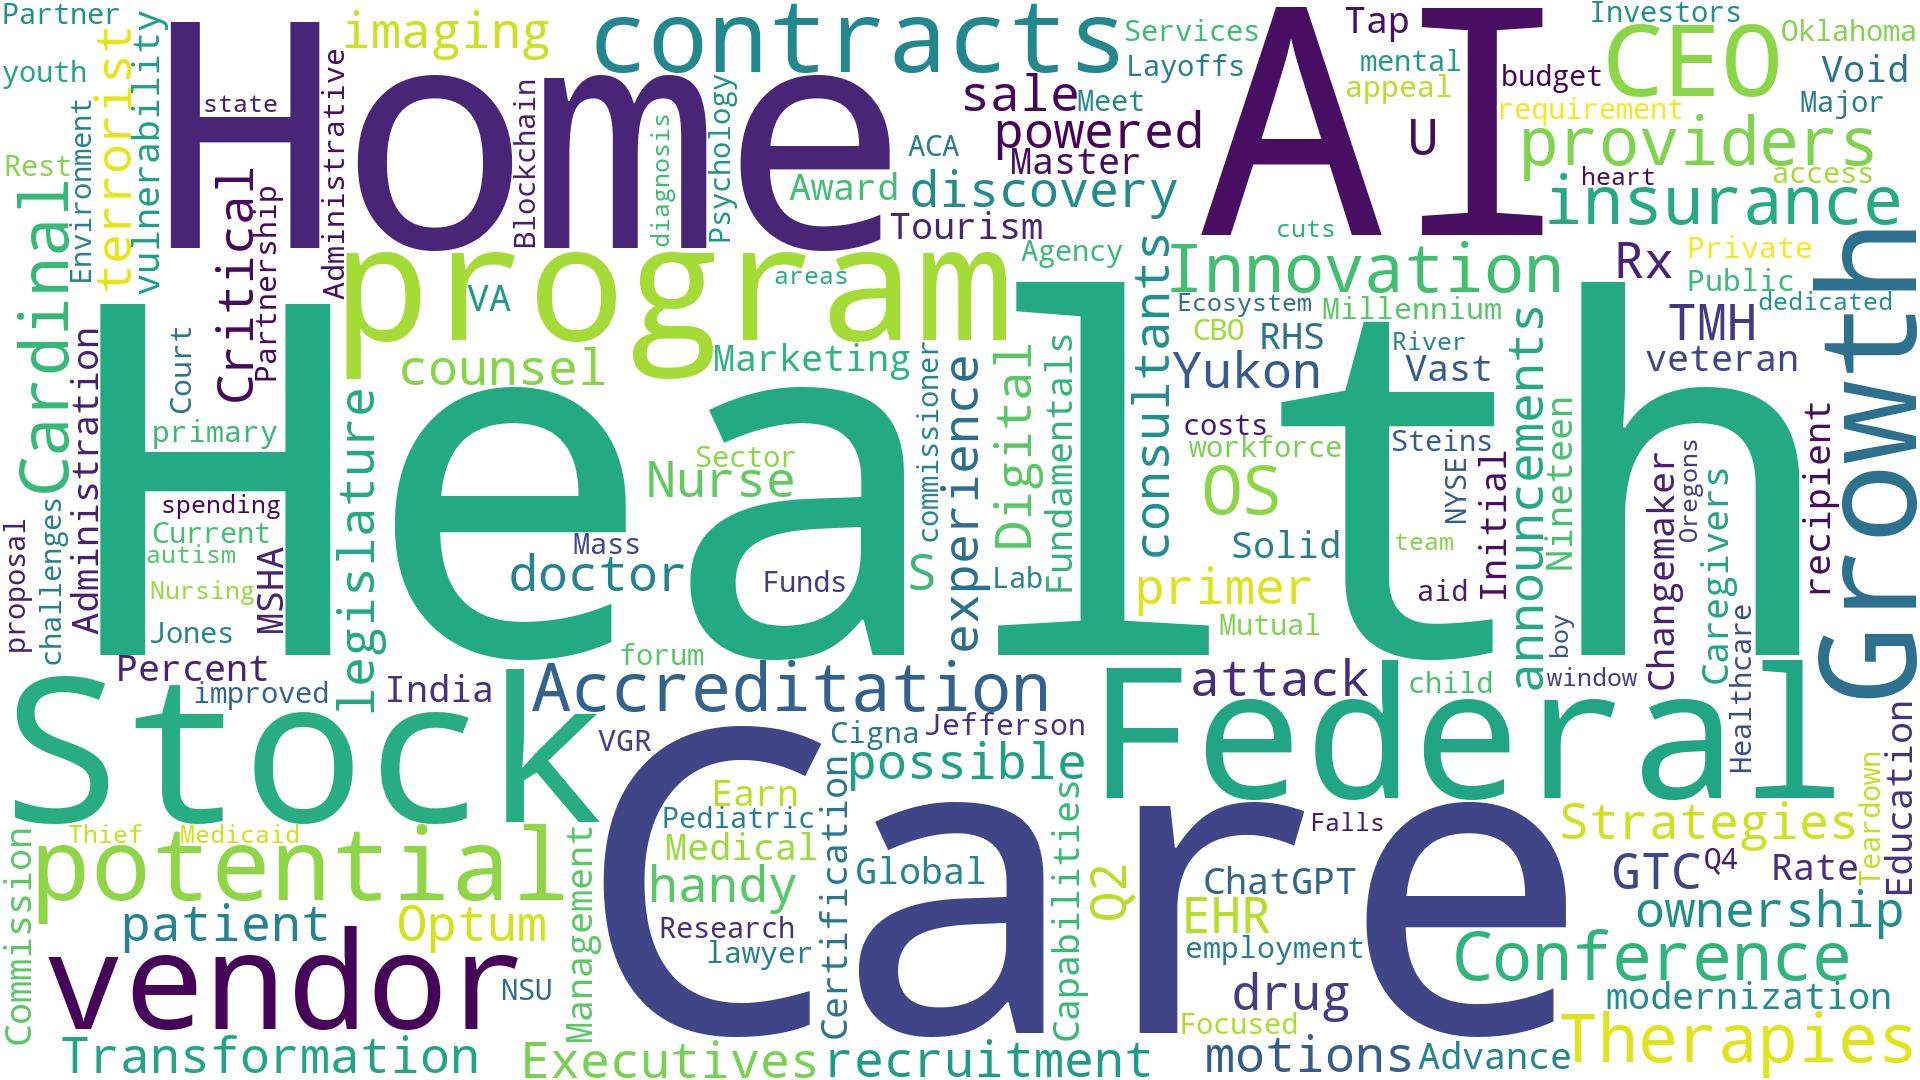 Partner
youth
terrorist
vulnerability
Home
state
Administrative
imaging
contracts
Services
Layoffs
AI
Tap
mental
appeal
Investors
CEO
Oklahoma
budget
Void
Major
requirement
sale
Meet
powered
Master
ACA
U
providers
heart
access
Rest
Environment
Critical
Partnership
Blockchain
diagnosis
Psychology
Award
discovery
Tourism
insurance
cuts
Cardinal
program
VA
areas
Agency
consultants
Innovation
Rx
Private
Public
dedicated
Growth
Ecosystem
Millennium
CBO
RHS
River
TMH
veteran
Yukon
Vast
Administration
Court
primary
counsel
Marketing
commissioner
experience
Digital
Fundamentals
announcements
Health
legislature
Sector
Nurse
costs
workforce
Steins
OS
NYSE
Initial
Nineteen
Changemaker
Oregons
Caregivers
recipient
spending
Current
autism
Nursing
MSHA
Jones
proposal
challenges
Mass
doctor
Funds
S
Lab
Solid
team
primer
aid
Mutual
boy
window
Healthcare
Percent
improved
India
forum
Accreditation
attack
child
Stock
VGR
Cigna
Jefferson
possible
Federal
Education
Care
Earn
Pediatric
Medical
handy
Research
lawyer
Certification
Global
Capabilities
Q2
Falls
ChatGPT
EHR
employment
Strategies
Teardown
GTC
Q4
Rate
ownership
Thief
Medicaid
potential
Commission
patient
Optum
Management
vendor
NSU
Conference
drug
modernization
Focused
Therapies
Transformation
Executives
recruitment
motions
Advance